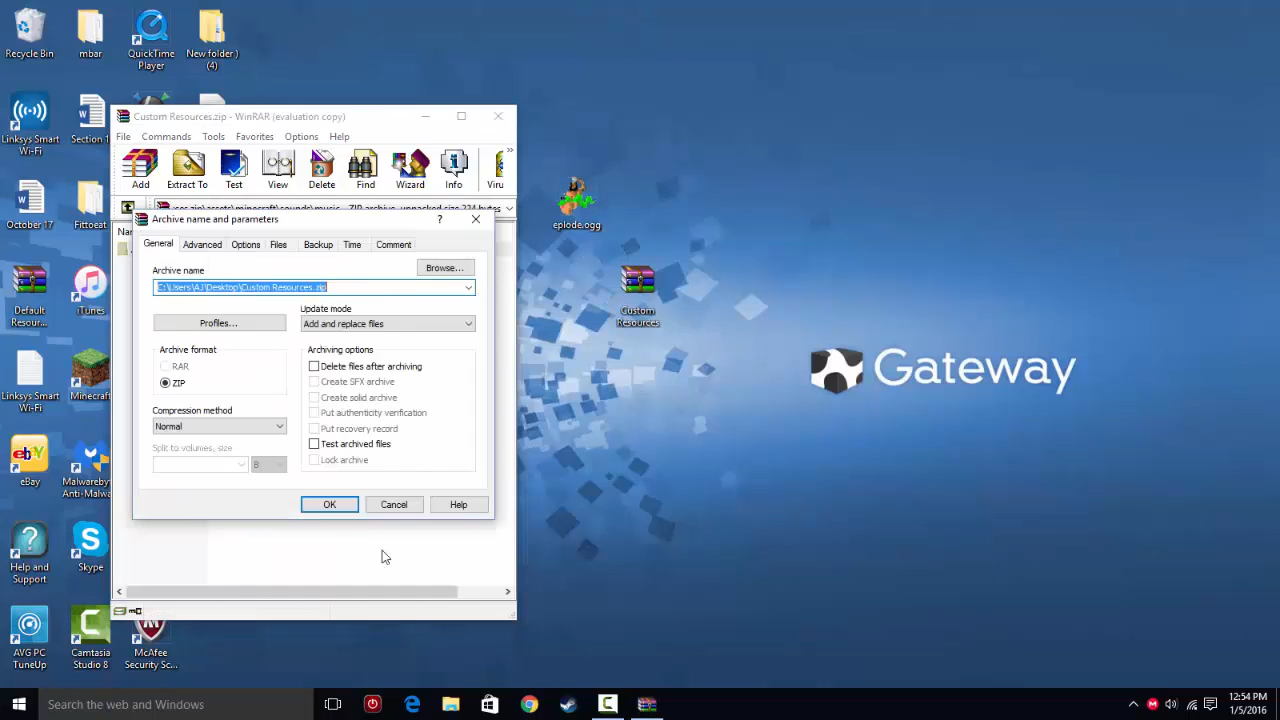 Recycle Bin
mbar
QuickTime Player
New folder ) (4)
Linksys Smart Wi-Fi
Section 1
October 17
Fittoeat
Default Resour...
iTunes
Linksys Smart Wi-Fi
Minecraft
eBay
Malwareby Anti-Malwa
Help and Support
Skype
AVG PC TuneUp
Camtasia Studio 8
McAfee Security Sc...
Custom Resources.zip - WinRAR (evaluation copy)
File Commands Tools Favorites Options Help
Add Extract To Test View Delete Find Wizard Info Viru
Archive name and parameters
General Advanced Options Files Backup Time Comment
Archive name
Browse...
C:\Users\AJ\Desktop\Custom Resources.zip
Update mode
Profiles...
Add and replace files
Archive format
Archiving options
RAR
Delete files after archiving
ZIP
Create SFX archive
Create solid archive
Compression method
Put authenticity verification
Normal
Put recovery record
Split to volumes, size
Test archived files
B
Lock archive
OK Cancel Help
eplode.ogg
Custom Resources
Gateway
ebY
Search the web and Windows
12:54 PM
1/5/2016